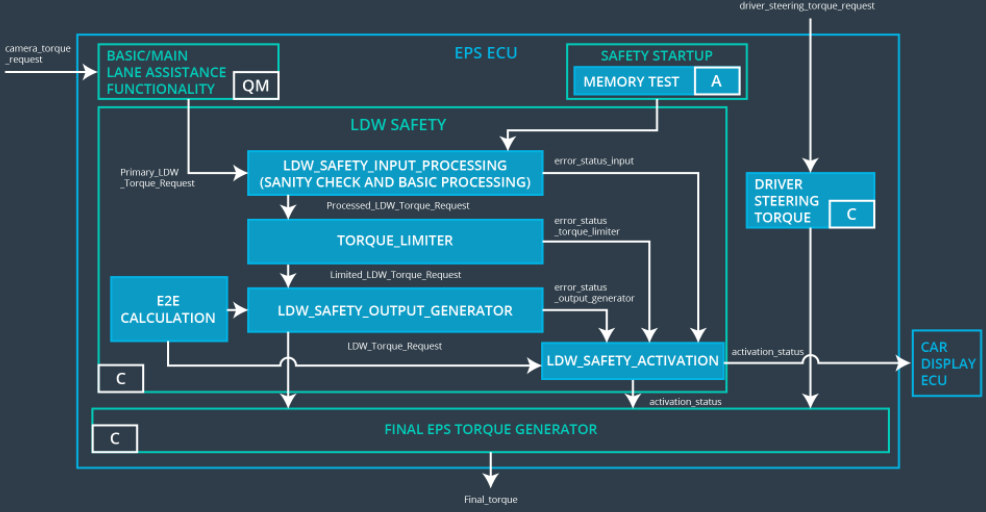 driver_steering_torque_request
camera_torque
_request
EPS ECU
BASIC/MAIN
LANE ASSISTANCE
FUNCTIONALITY
QM
SAFETY STARTUP
MEMORY TEST
A
LDW SAFETY
LDW_SAFETY_INPUT_PROCESSING
(SANITY CHECK AND BASIC PROCESSING)
error_status_input
Primary_LDW
_Torque_Request
DRIVER
STEERING
TORQUE
C
Processed_LDW_Torque_Request
TORQUE_LIMITER
error_status
_torque_limiter
Limited_LDW_Torque_Request
E2E
CALCULATION
LDW_SAFETY_OUTPUT_GENERATOR
error_status
_output_generator
LDW_Torque_Request
LDW_SAFETY_ACTIVATION
activation_status
CAR
DISPLAY
ECU
C
activation_status
C
FINAL EPS TORQUE GENERATOR
Final_torque